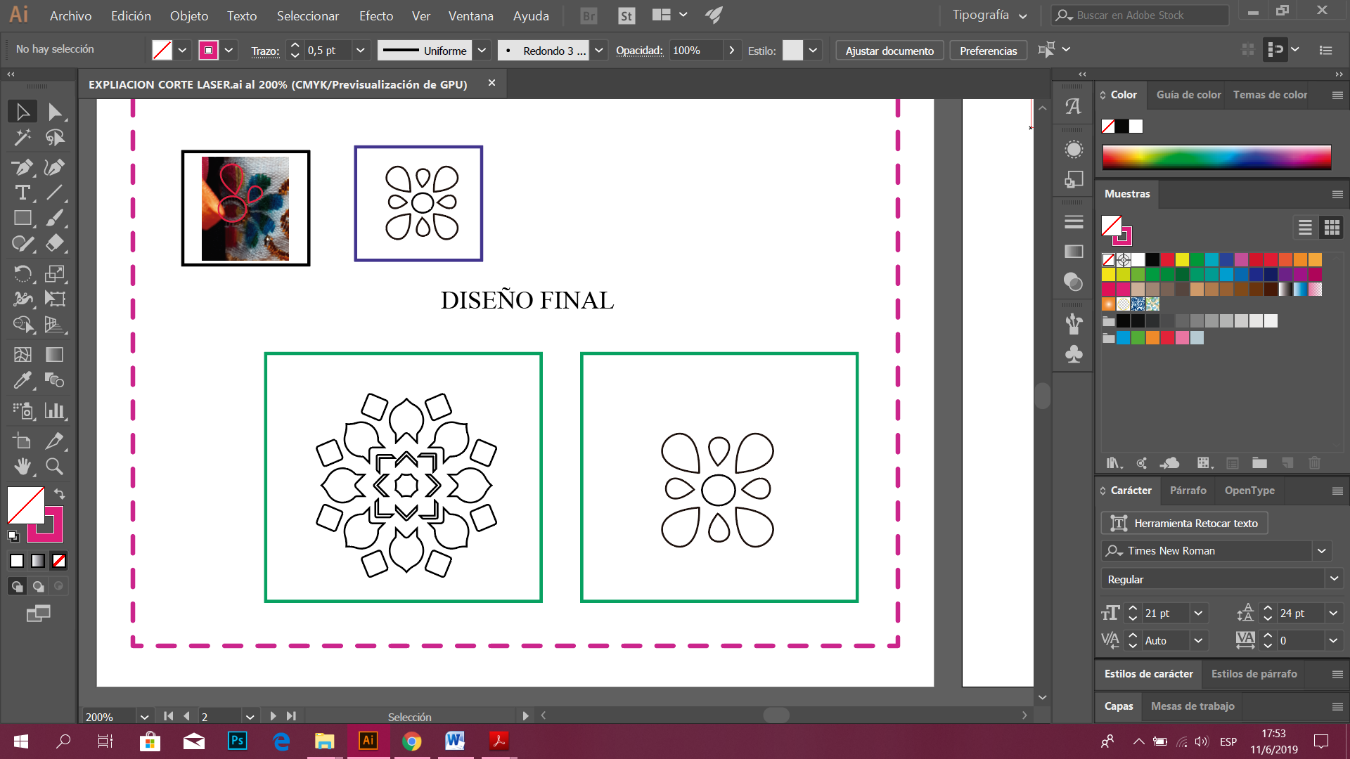 Ai Archivo Edición Objeto Texto Seleccionar Efecto Ver Ventana Ayuda Br St Tipografía Buscar en Adobe Stock
No hay selección Trazo: 0,5 pt Uniforme Redondo 3 ... Opacidad: 100% Estilo: Ajustar documento Preferencias
EXPLIACION CORTE LASER.ai al 200% (CMYK/Previsualización de GPU)
DISEÑO FINAL
Color Guía de color Temas de color
Muestras
Carácter Párrafo OpenType
Herramienta Retocar texto
Times New Roman
Regular
21 pt 24 pt
Auto 0
Estilos de carácter Estilos de párrafo
Capas Mesas de trabajo
200% 2 Selección
Ps Ai W ESP 17:53
11/6/2019